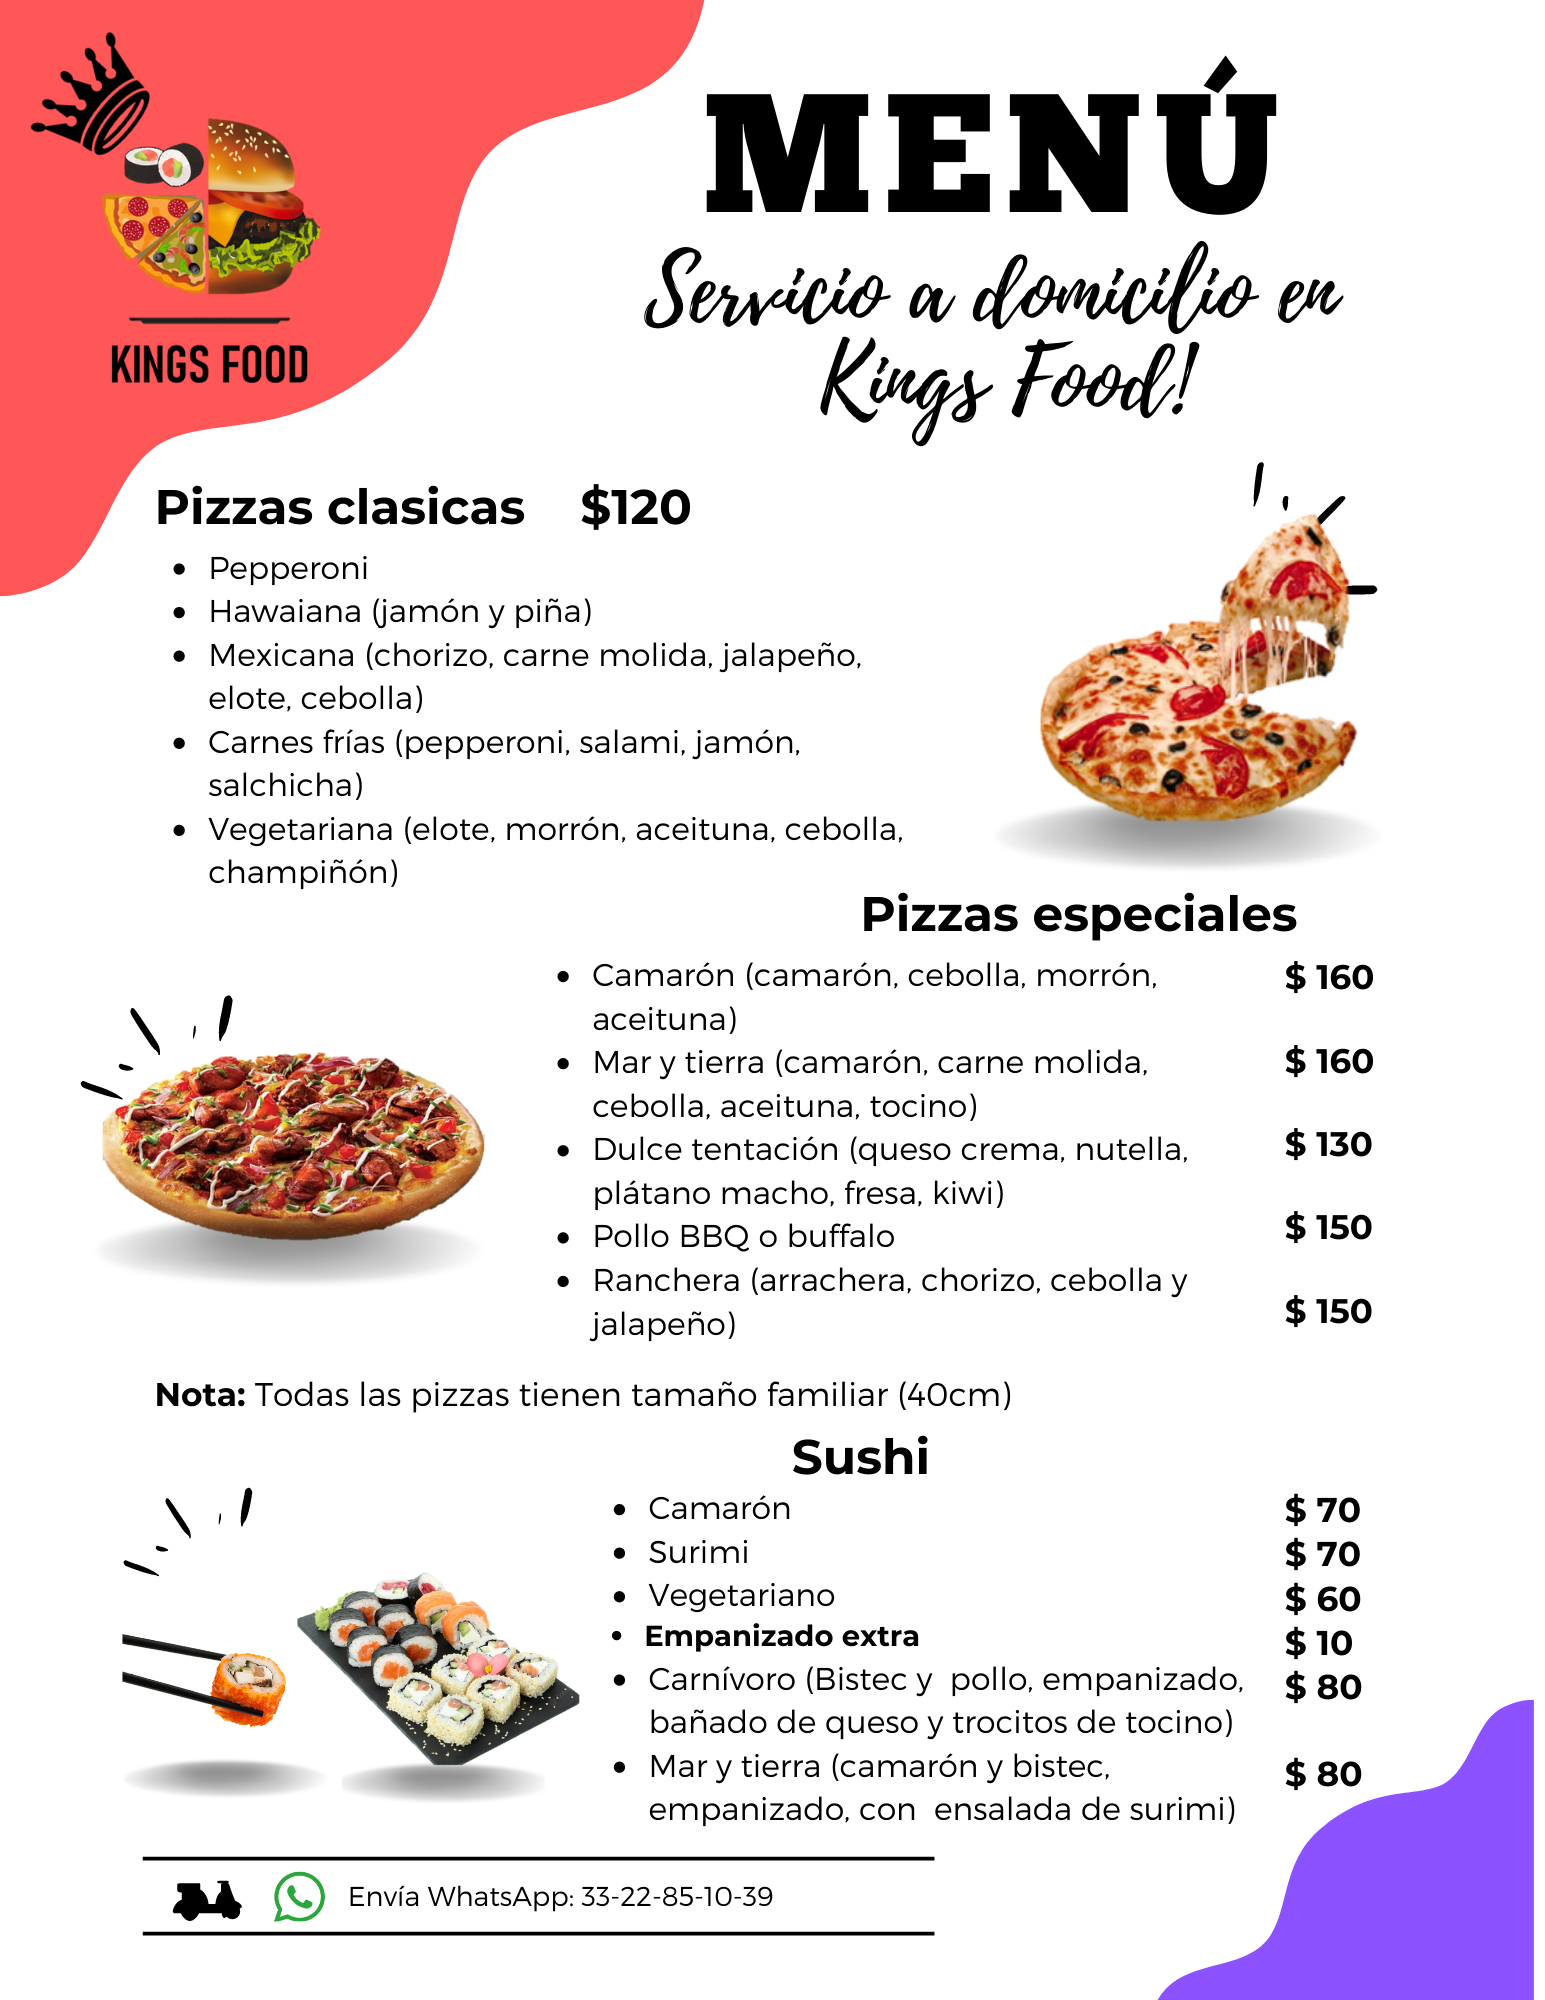 KINGS FOOD
MENÚ
Servicio a domicilio en
Kings Food!
Pizzas clasicas $120
• Pepperoni
• Hawaiana (jamón y piña)
• Mexicana (chorizo, carne molida, jalapeño,
elote, cebolla)
• Carnes frías (pepperoni, salami, jamón,
salchicha)
• Vegetariana (elote, morrón, aceituna, cebolla,
champiñón)
Pizzas especiales
• Camarón (camarón, cebolla, morrón, $ 160
aceituna)
• Mar y tierra (camarón, carne molida, $ 160
cebolla, aceituna, tocino)
• Dulce tentación (queso crema, nutella, $ 130
plátano macho, fresa, kiwi)
• Pollo BBQ o buffalo $ 150
• Ranchera (arrachera, chorizo, cebolla y $ 150
jalapeño)
Nota: Todas las pizzas tienen tamaño familiar (40cm)
Sushi
• Camarón $ 70
• Surimi $ 70
• Vegetariano $ 60
• Empanizado extra $ 10
• Carnívoro (Bistec y pollo, empanizado, $ 80
bañado de queso y trocitos de tocino)
• Mar y tierra (camarón y bistec, $ 80
empanizado, con ensalada de surimi)
Envía WhatsApp: 33-22-85-10-39